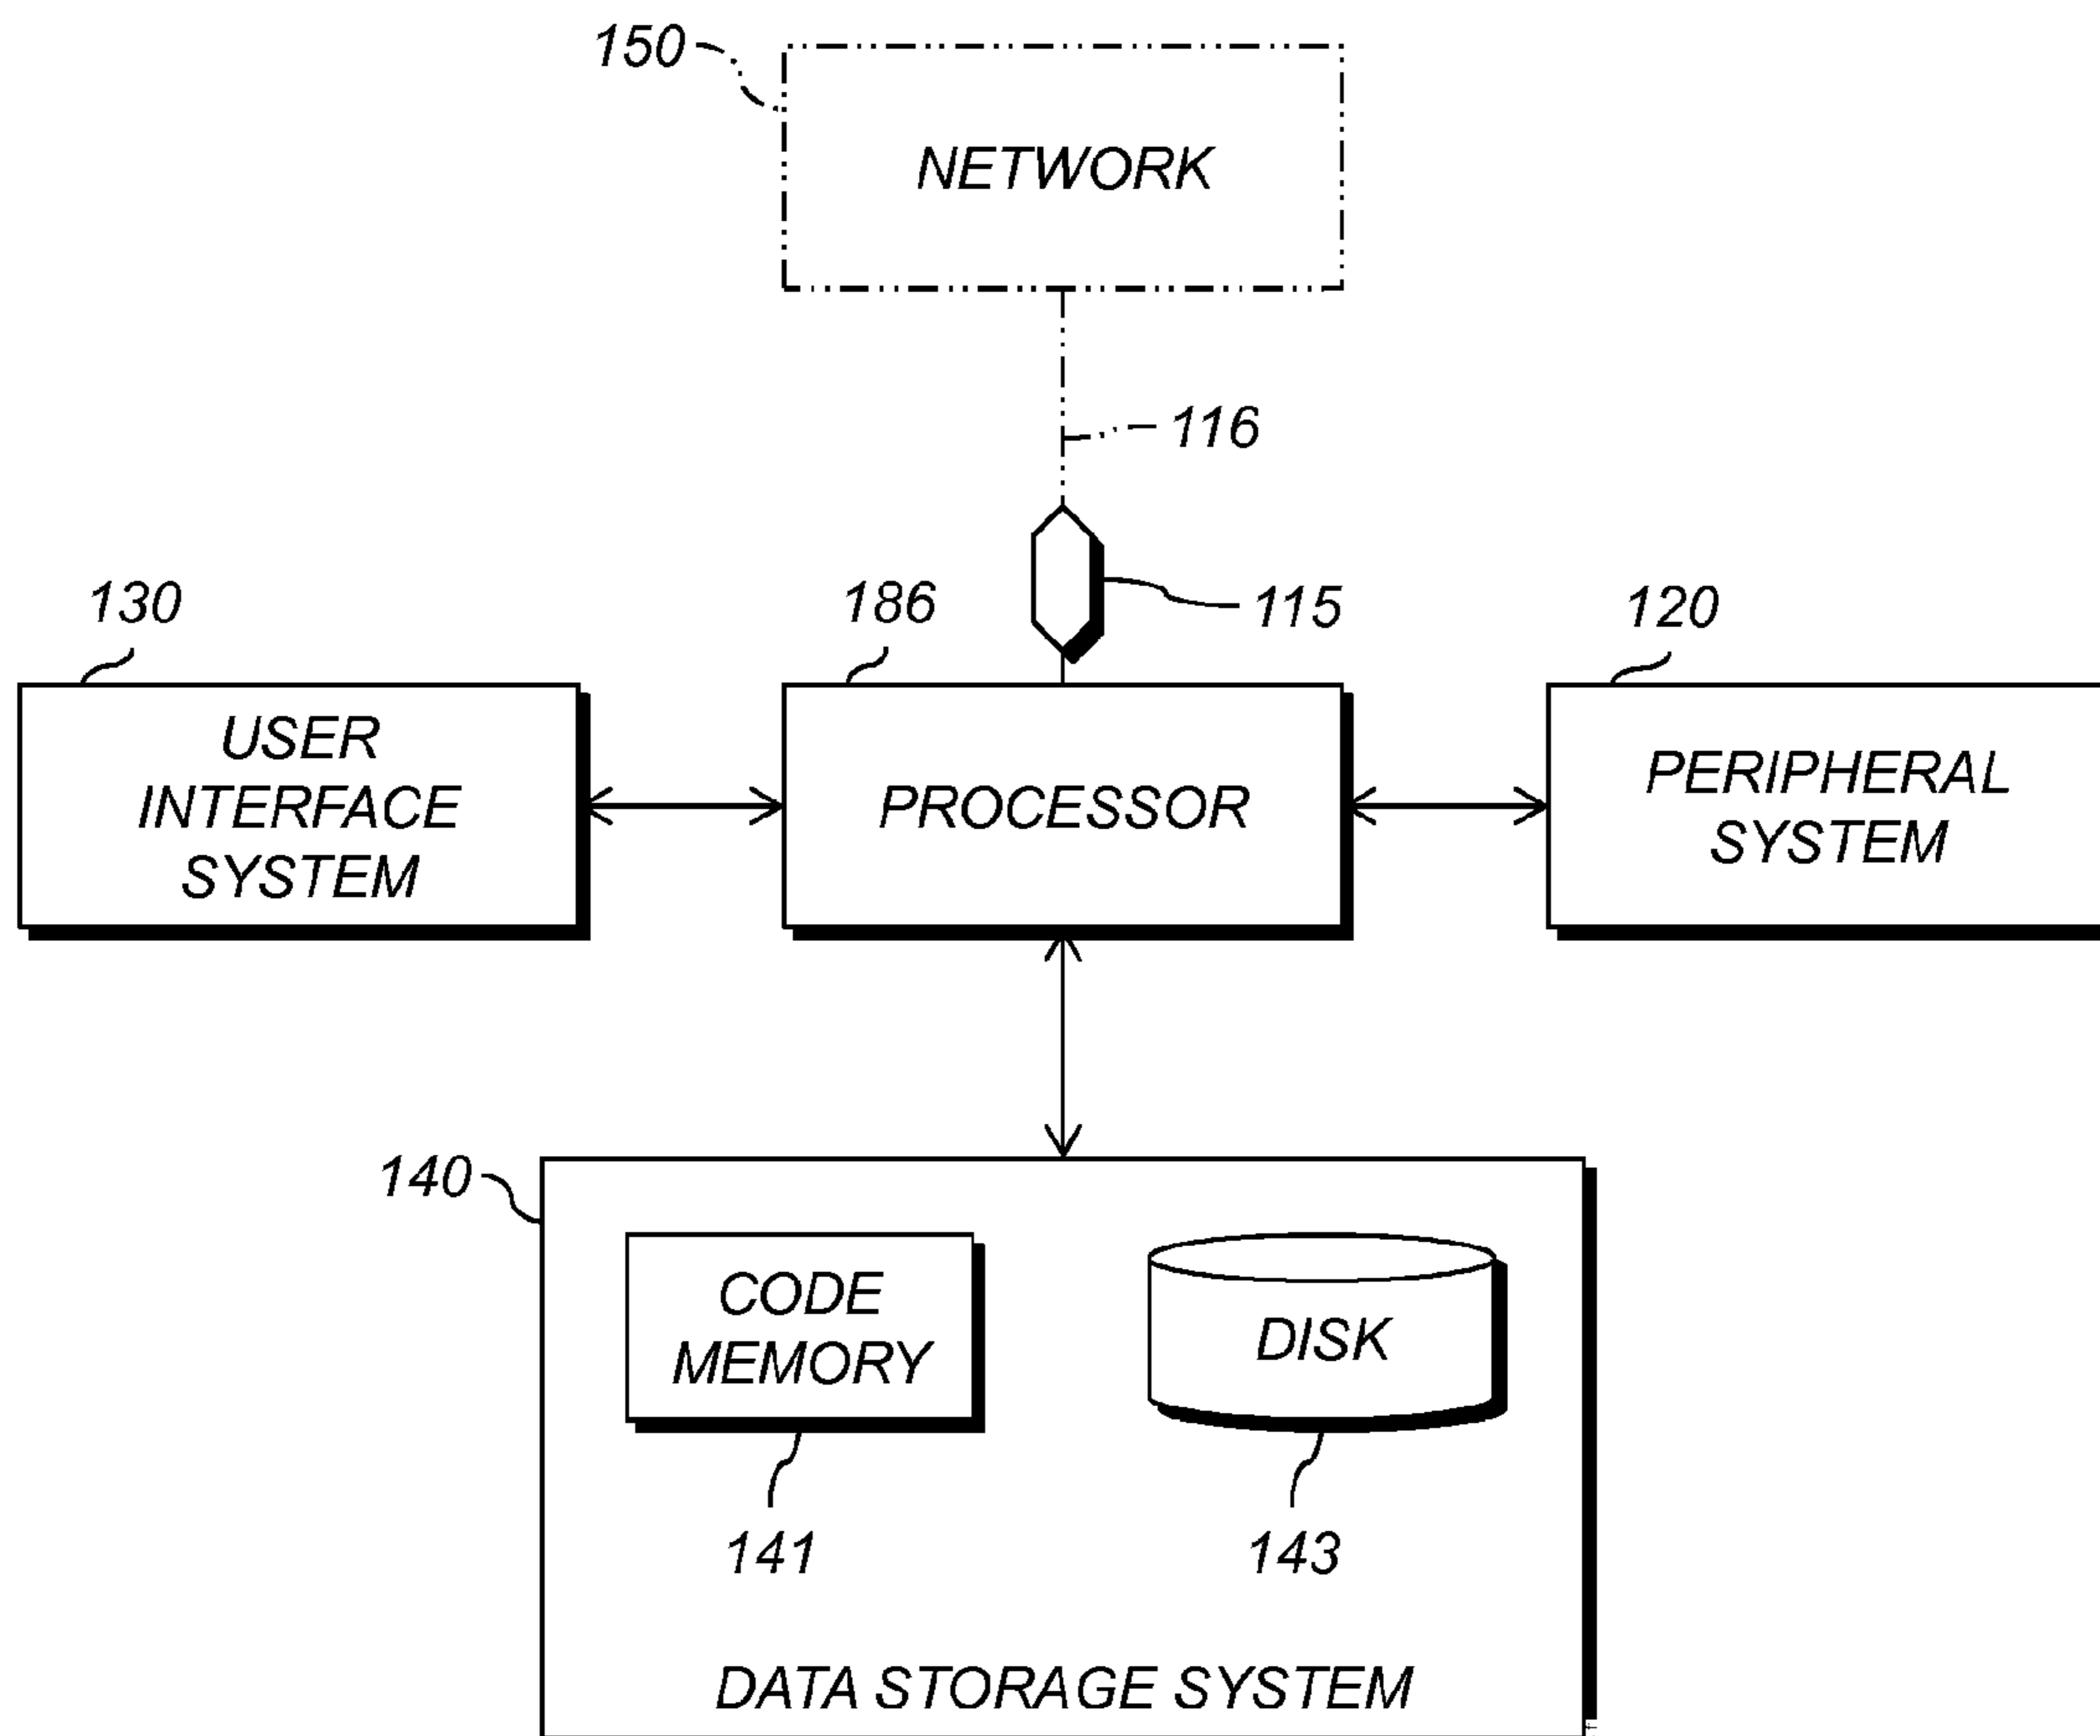 150
NETWORK
116
115
130
186
120
USER
INTERFACE
SYSTEM
PROCESSOR
PERIPHERAL
SYSTEM
140
CODE
MEMORY
DISK
141
143
DATA STORAGE SYSTEM